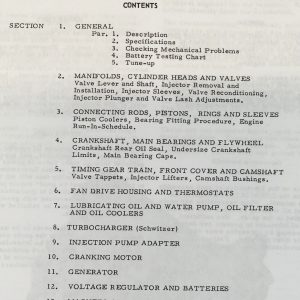 CONTENTS
SECTION 1. GENERAL
Par. 1. Description
2. Specifications
3. Checking Mechanical Problems
4. Battery Testing Chart
5. Tune-up
2. MANIFOLDS, CYLINDER HEADS AND VALVES
Valve Lever and Shaft, Injector Removal and
Installation, Injector Sleeves, Valve Reconditioning,
Injector Plunger and Valve Lash Adjustments.
3. CONNECTING RODS, PISTONS, RINGS AND SLEEVES
Piston Coolers, Bearing Fitting Procedure, Engine
Run-In-Schedule.
4. CRANKSHAFT, MAIN BEARINGS AND FLYWHEEL
Crankshaft Rear Oil Seal, Undersize Crankshaft
Limits, Main Bearing Caps.
5. TIMING GEAR TRAIN, FRONT COVER AND CAMSHAFT
Valve Tappets, Injector Lifters, Camshaft Bushings.
6. FAN DRIVE HOUSING AND THERMOSTATS
7. LUBRICATING OIL AND WATER PUMP, OIL FILTER
AND OIL COOLERS
8. TURBOCHARGER (Schwitzer)
9. INJECTION PUMP ADAPTER
10. CRANKING MOTOR
11. GENERATOR
12. VOLTAGE REGULATOR AND BATTERIES